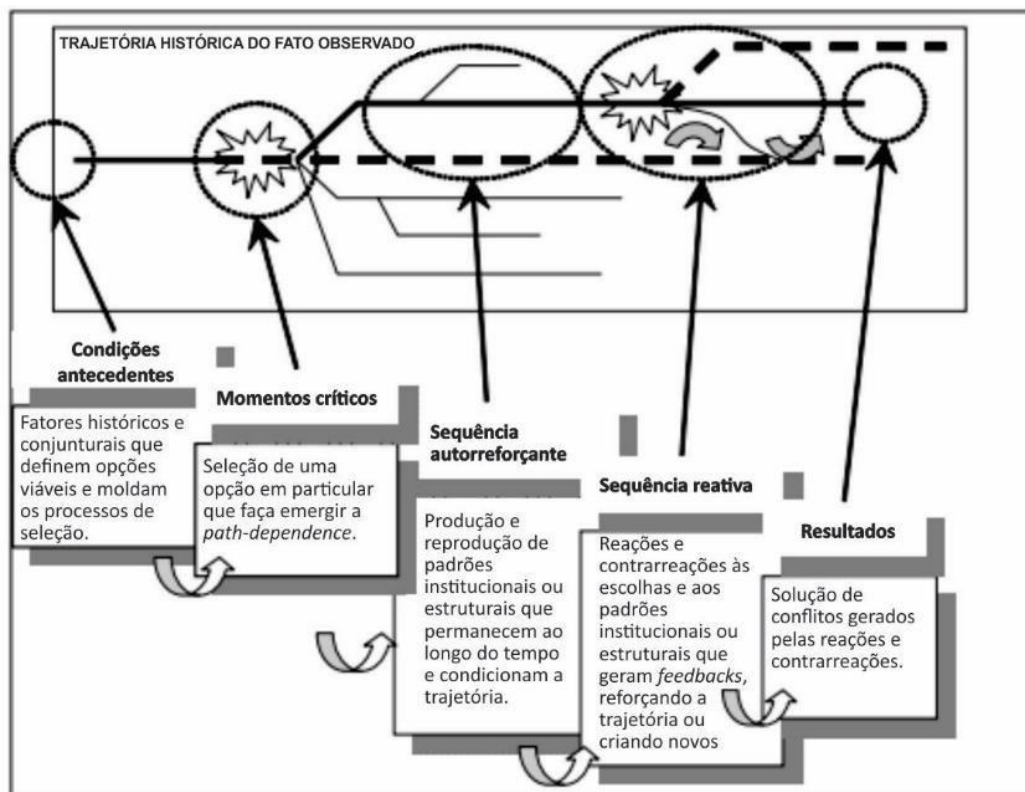 TRAJETÓRIA HISTÓRICA DO FATO OBSERVADO
Condições
antecedentes
Fatores históricos e
conjunturais que
definem opções
viáveis e moldam
os processos de
seleção.
Momentos críticos
Seleção de uma
opção em particular
que faça emergir a
path-dependence.
Sequência
autorreforçante
Produção e
reprodução de
padrões
institucionais ou
estruturais que
permanecem ao
longo do tempo
e condicionam a
trajetória.
Sequência reativa
Reações e
contrarreações às
escolhas e aos
padrões
institucionais ou
estruturais que
geram feedbacks,
reforçando a
trajetória ou
criando novos
Resultados
Solução de
conflitos gerados
pelas reações e
contrarreações.